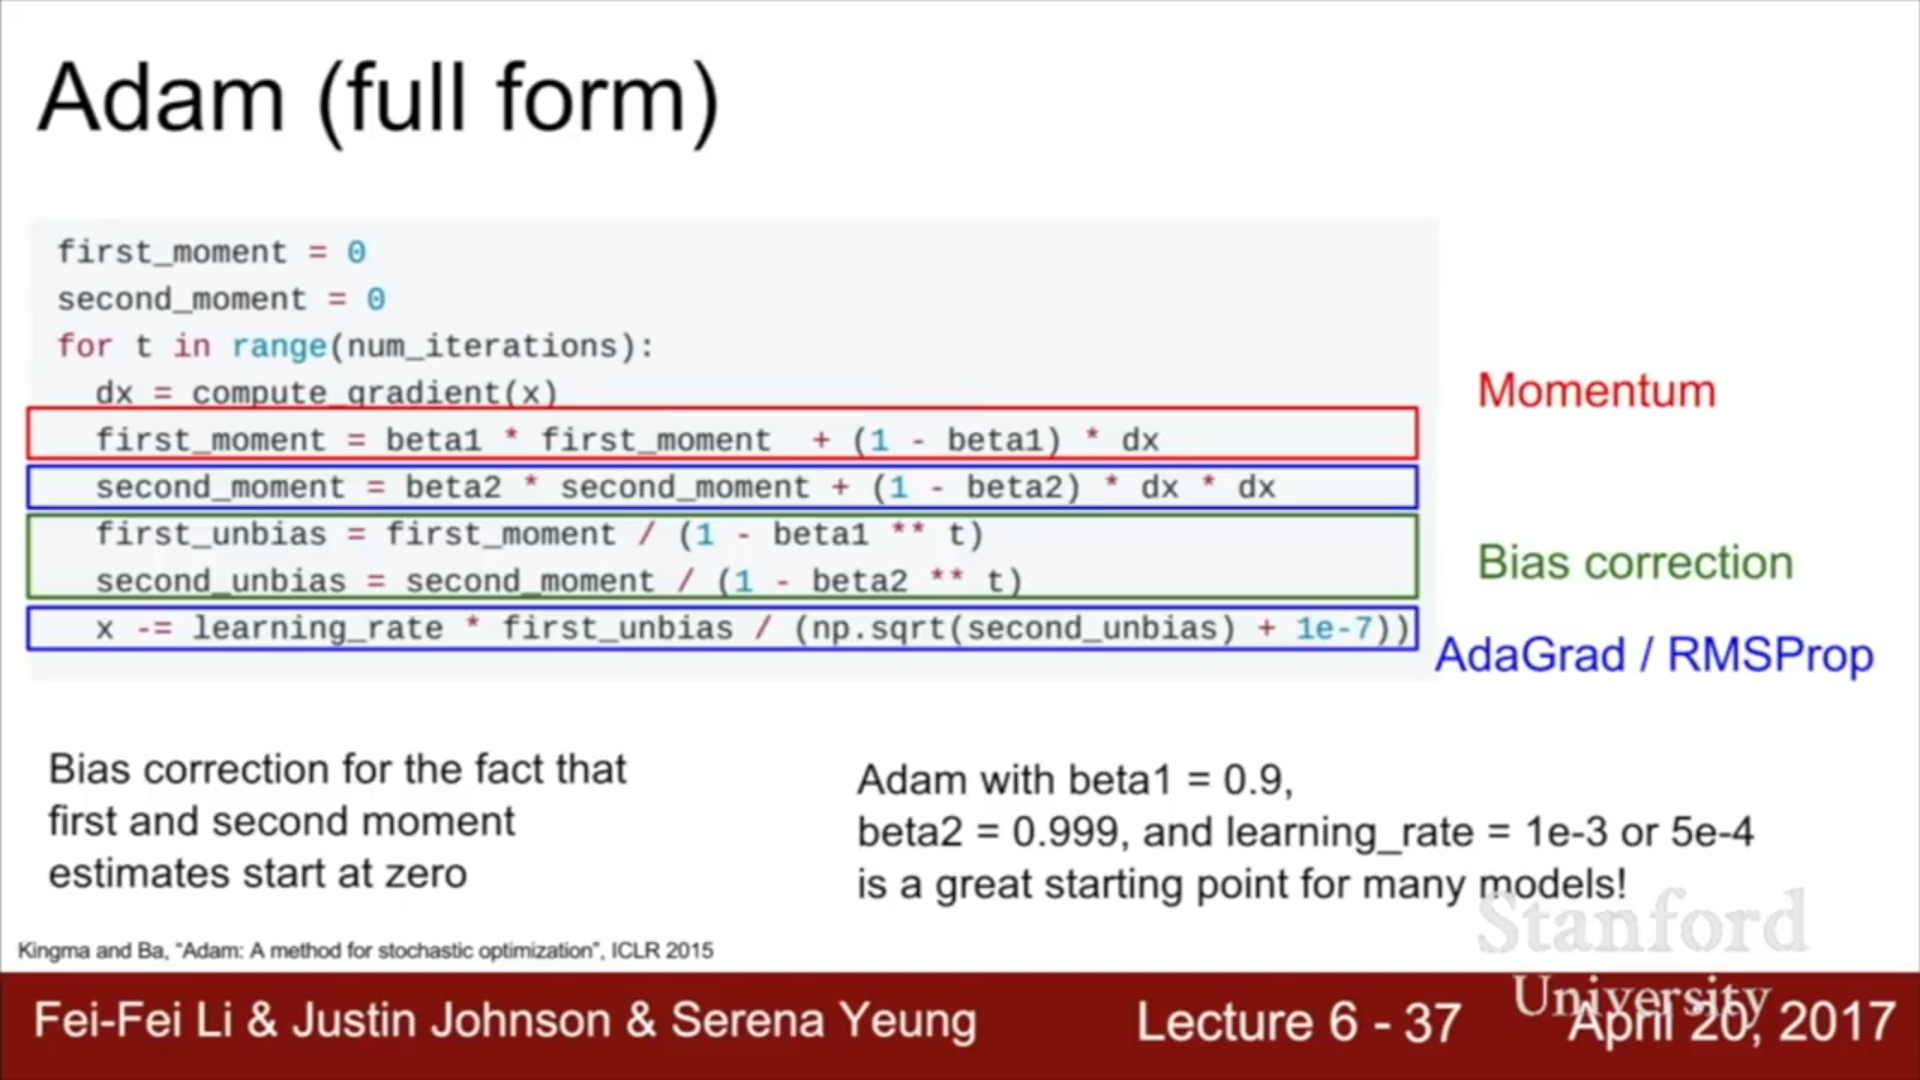 Adam (full form)
first_moment = 0
second_moment = 0
for t in range(num_iterations):
dx = compute_gradient(x)
first_moment = beta1 * first_moment + (1 - beta1) * dx
second_moment = beta2 * second_moment + (1 - beta2) * dx * dx
first_unbias = first_moment / (1 - beta1 ** t)
second_unbias = second_moment / (1 - beta2 ** t)
x -= learning_rate * first_unbias / (np.sqrt(second_unbias) + 1e-7))
Momentum
Bias correction
AdaGrad / RMSProp
Bias correction for the fact that
first and second moment
estimates start at zero
Adam with beta1 = 0.9,
beta2 = 0.999, and learning_rate = 1e-3 or 5e-4
is a great starting point for many models!
Kingma and Ba, "Adam: A method for stochastic optimization", ICLR 2015
Stanford
University
Fei-Fei Li & Justin Johnson & Serena Yeung
Lecture 6 - 37
April 20, 2017